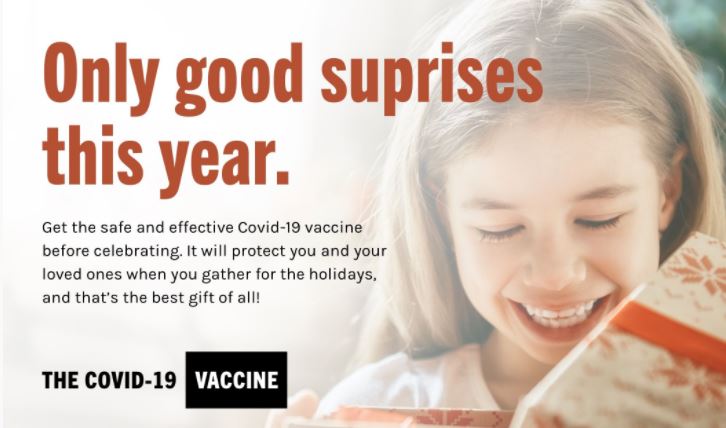 Only good suprises
this year.
Get the safe and effective Covid-19 vaccine
before celebrating. It will protect you and your
loved ones when you gather for the holidays,
and that's the best gift of all!
THE COVID-19 VACCINE